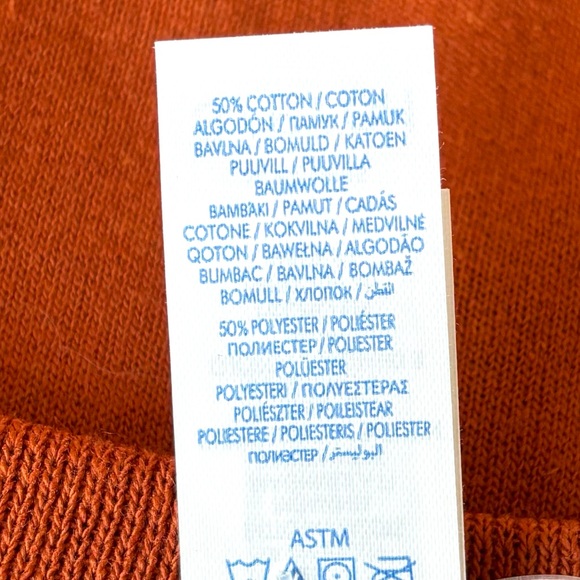 50% COTTON / COTON
ALGODÓN / ПАМУК / PAMUK
BAVLNA / BOMULD / KATOEN
PUUVILL / PUUVILLA
BAUMWOLLE
BAMBAKI / PAMUT / CADÁS
COTONE / KOKVILNA / MEDVILNĖ
QOTON / BAWEŁNA / ALGODÃO
BUMBAC / BAVLNA / BOMBAŽ
BOMULL / ХЛОПОК / القطن
50% POLYESTER / POLIÉSTER
ПОЛИЕСТЕР / POLYESTER
POLÜESTER
POLYESTERI / ΠΟΛΥΕΣΤΕΡΑΣ
POLIÉSZTER / POILEISTEAR
POLIESTERE / POLIESTERIS / POLIESTER
ПОЛИЭСТЕР / البوليستر
ASTM